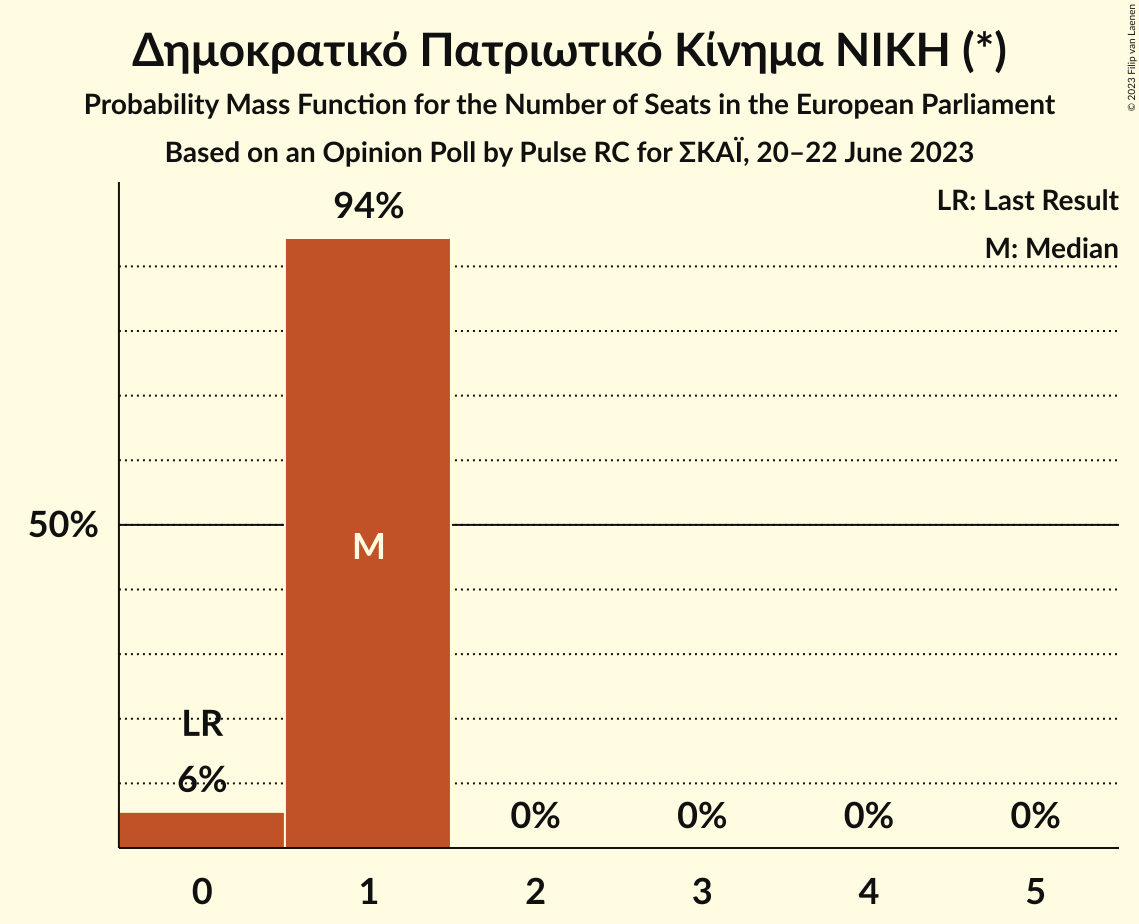 Δημοκρατικό Πατριωτικό Κίνημα ΝΙΚΗ (*)
Probability Mass Function for the Number of Seats in the European Parliament
Based on an Opinion Poll by Pulse RC for ΣΚΑΪ, 20–22 June 2023
© 2023 Filip van Laenen
LR: Last Result
M: Median
94%
50%
M
LR
6%
0% 0% 0% 0%
0 1 2 3 4 5